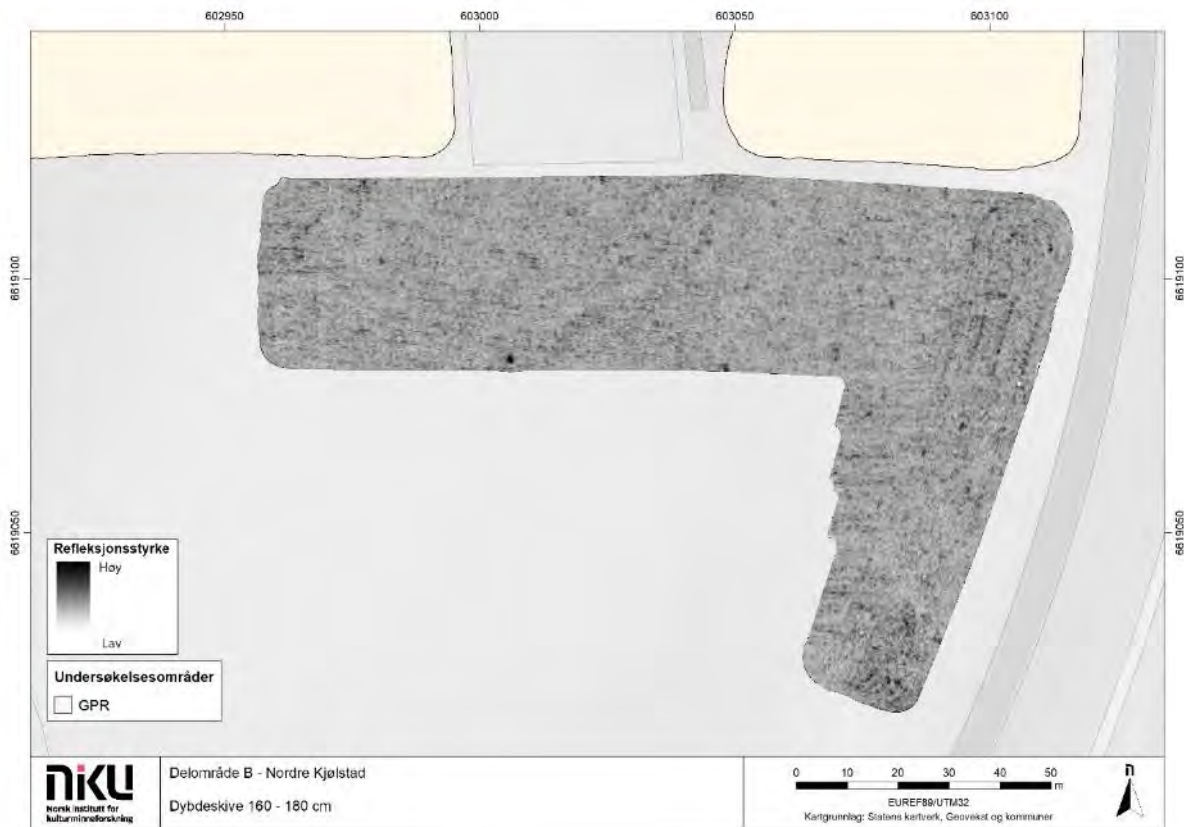 602950 603000 603050 603100
6619100 6619100
6619050 6619050
Refleksjonsstyrke
Høy
Lav
Undersøkelsesområder
GPR
NIKU
Norsk institutt for
kulturminneforskning
Delområde B - Nordre Kjølstad
Dybdeskive 160 - 180 cm
0 10 20 30 40 50
m
EUREF89/UTM32
Kartgrunnlag: Statens kartverk, Geovekst og kommuner
n